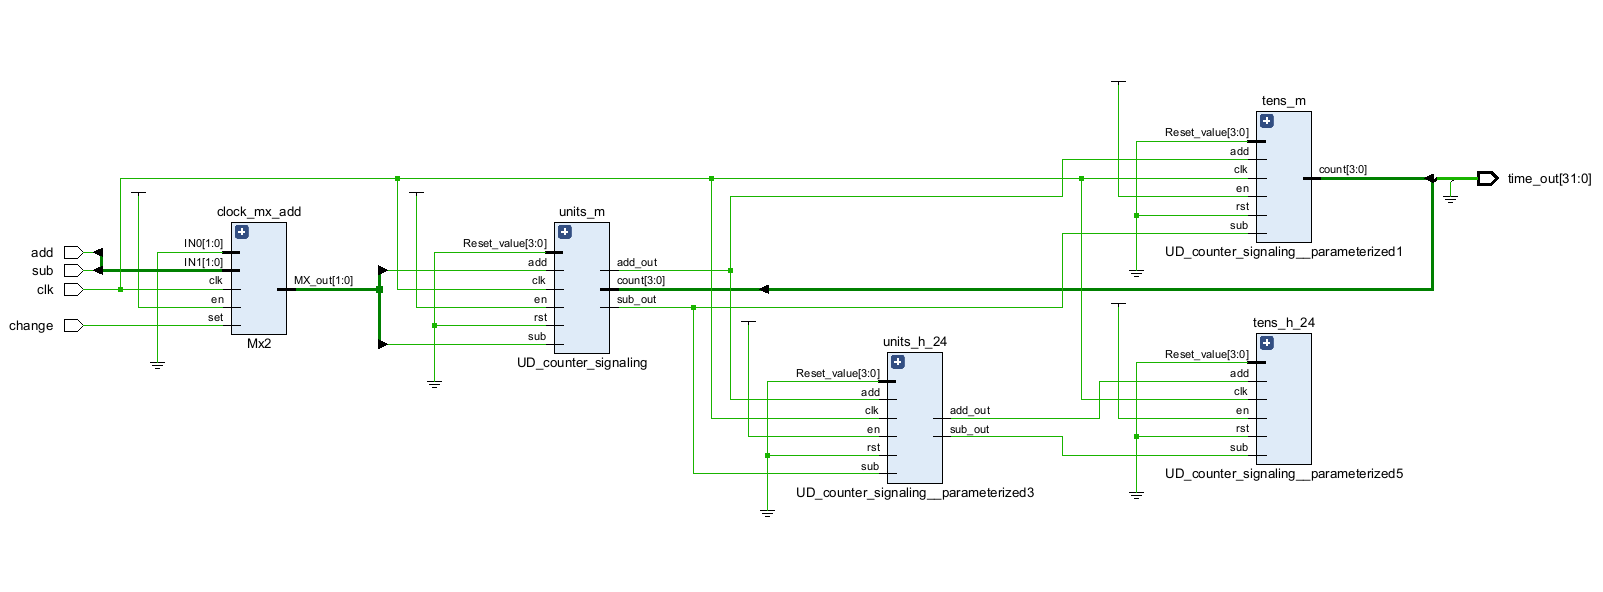 add
sub
clk
change
clock_mx_add
IN0[1:0]
IN1[1:0]
clk
en
set
MX_out[1:0]
Mx2
units_m
Reset_value[3:0]
add
clk
en
rst
sub
add_out
count[3:0]
sub_out
UD_counter_signaling
units_h_24
Reset_value[3:0]
add
clk
en
rst
sub
add_out
sub_out
UD_counter_signaling__parameterized3
tens_m
Reset_value[3:0]
add
clk
en
rst
sub
count[3:0]
UD_counter_signaling__parameterized1
tens_h_24
Reset_value[3:0]
add
clk
en
rst
sub
UD_counter_signaling__parameterized5
time_out[31:0]